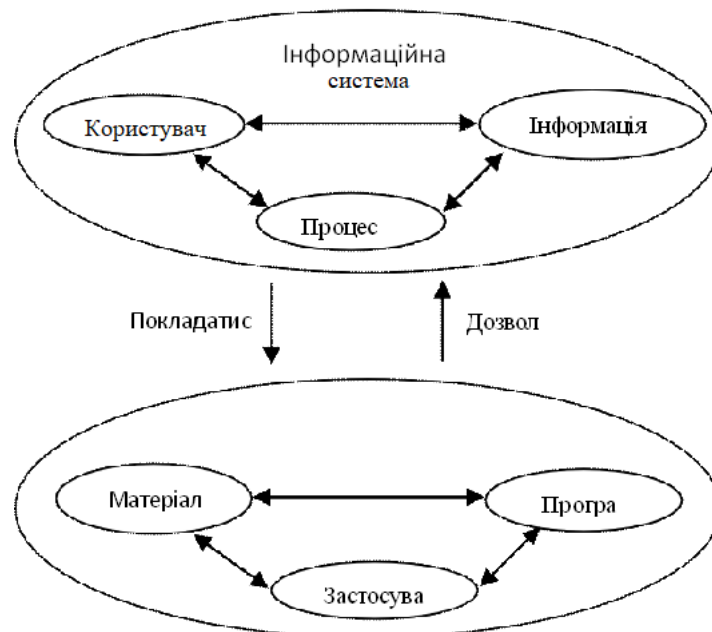 Інформаційна
система
Користувач
Інформація
Процес
Покладатис
Дозвол
Матеріал
Програ
Застосува